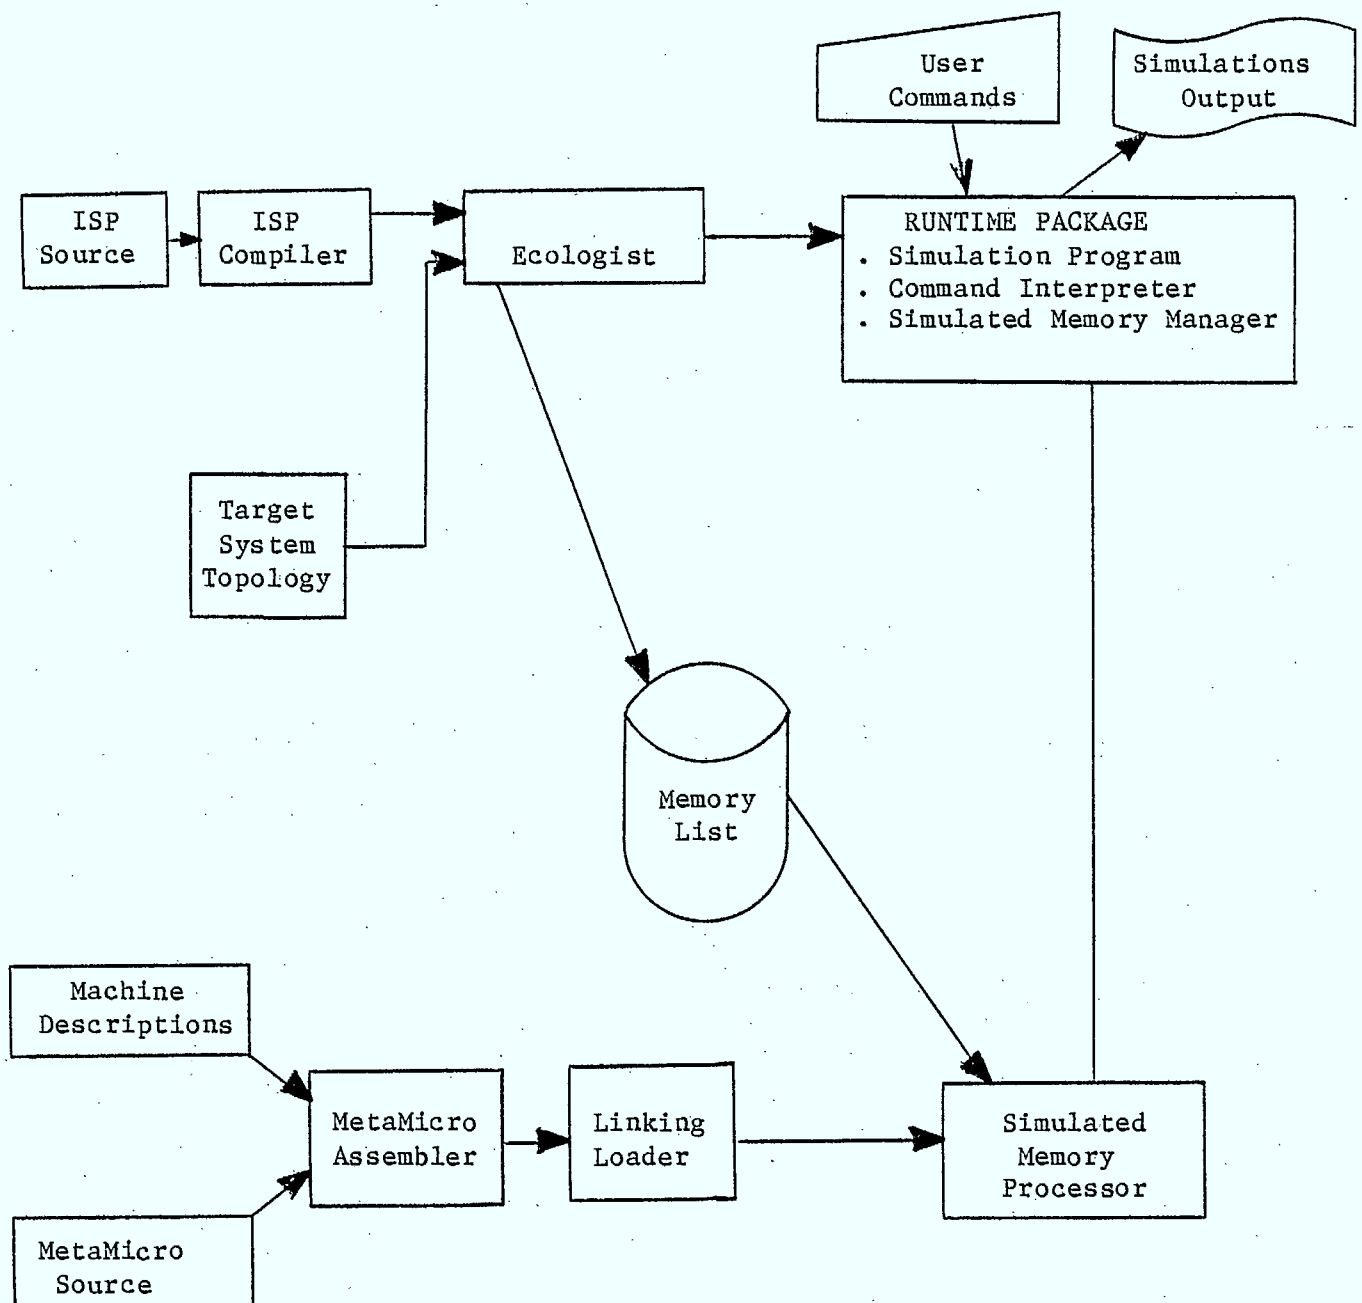 User
Commands
Simulations
Output
ISP
Source
ISP
Compiler
Ecologist
RUNTIME PACKAGE
. Simulation Program
. Command Interpreter
. Simulated Memory Manager
Target
System
Topology
Memory
List
Machine
Descriptions
MetaMicro
Assembler
Linking
Loader
Simulated
Memory
Processor
MetaMicro
Source